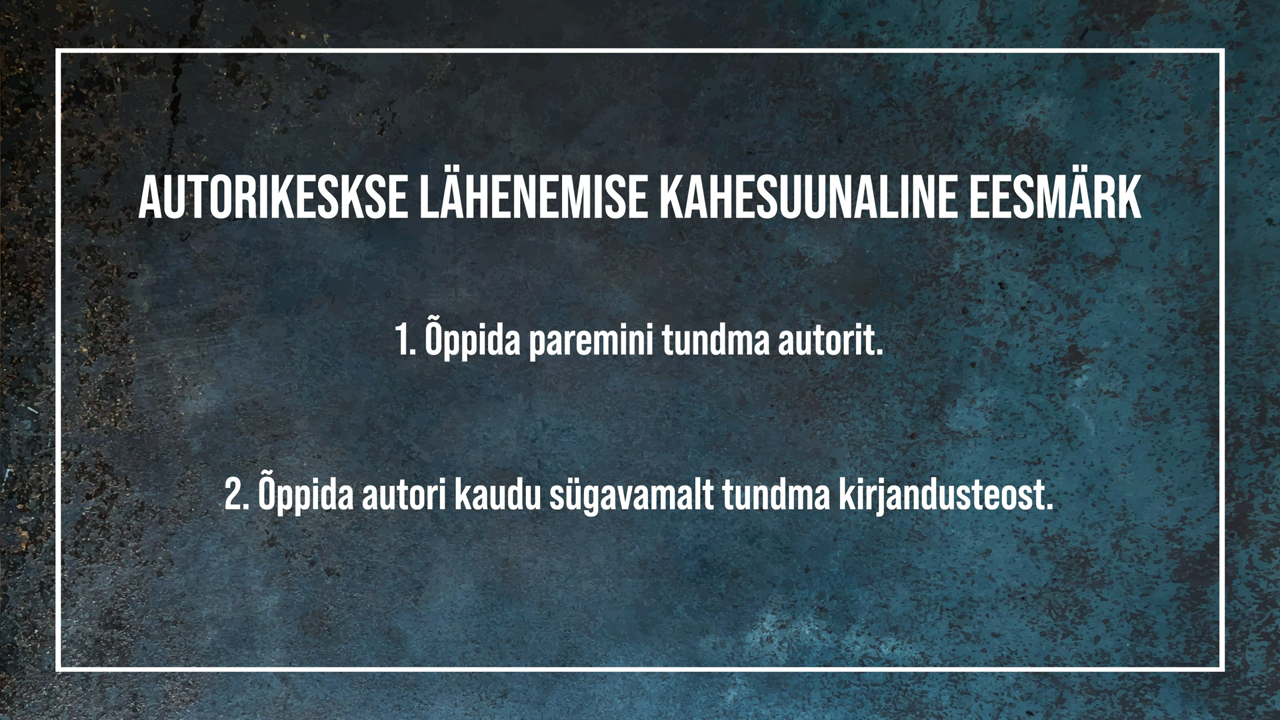 AUTORIKESKSE LÄHENEMISE KAHESUUNALINE EESMÄRK
1. Õppida paremini tundma autorit.
2. Õppida autori kaudu sügavamalt tundma kirjandusteost.